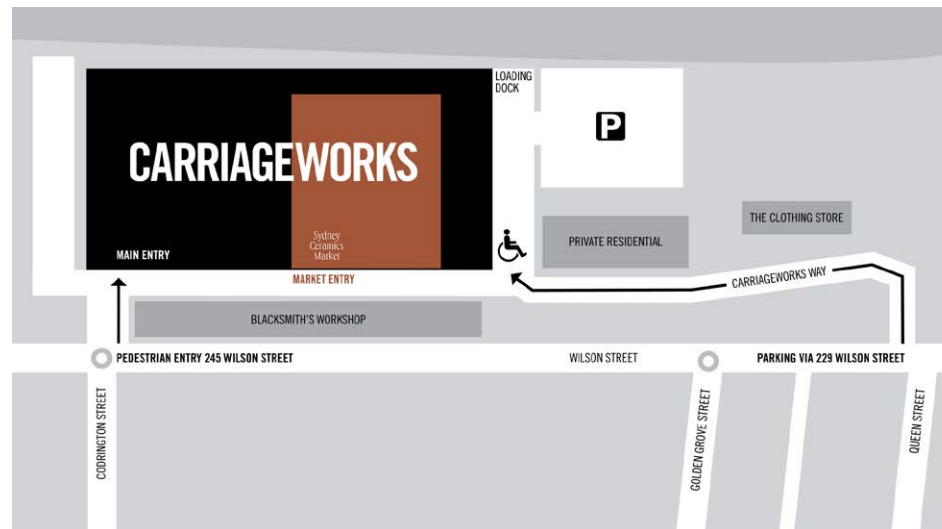 LOADING
DOCK
P
CARRIAGEWORKS
Sydney
Ceramics
Market
MAIN ENTRY
MARKET ENTRY
PRIVATE RESIDENTIAL
THE CLOTHING STORE
CARRIAGEWORKS WAY
BLACKSMITH'S WORKSHOP
PEDESTRIAN ENTRY 245 WILSON STREET
WILSON STREET
PARKING VIA 229 WILSON STREET
CODRINGTON STREET
GOLDEN GROVE STREET
QUEEN STREET